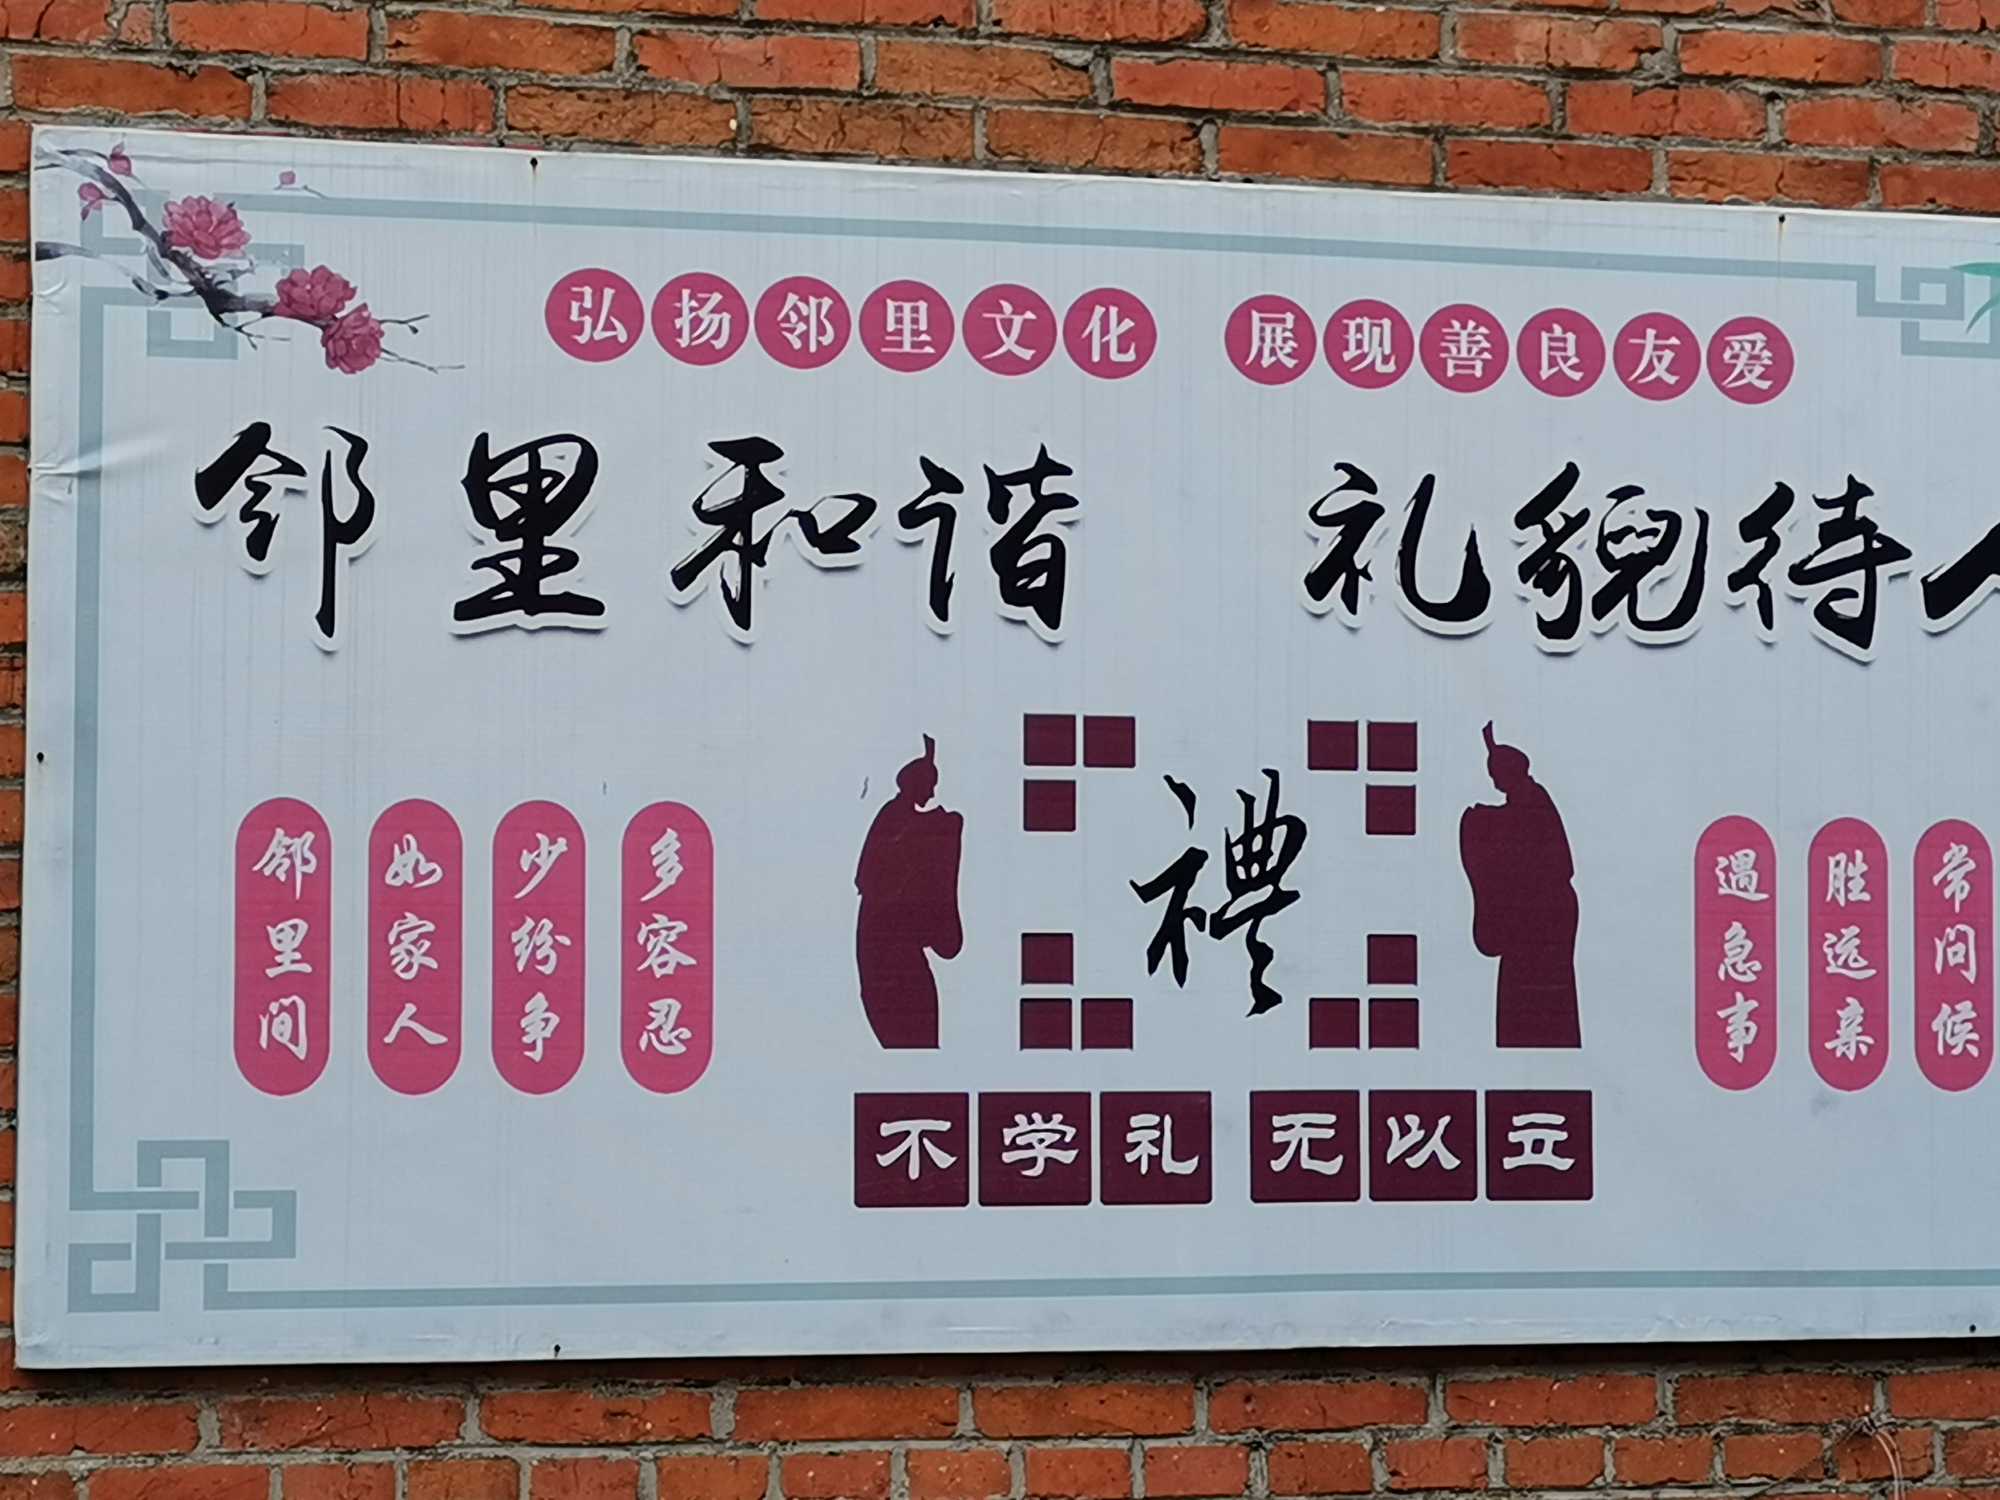 弘扬邻里文化 展现善良友爱
邻里和谐 礼貌待人
邻里间
如家人
少纷争
多容忍
禮
不学礼 无以立
遇急事
胜远亲
常问候